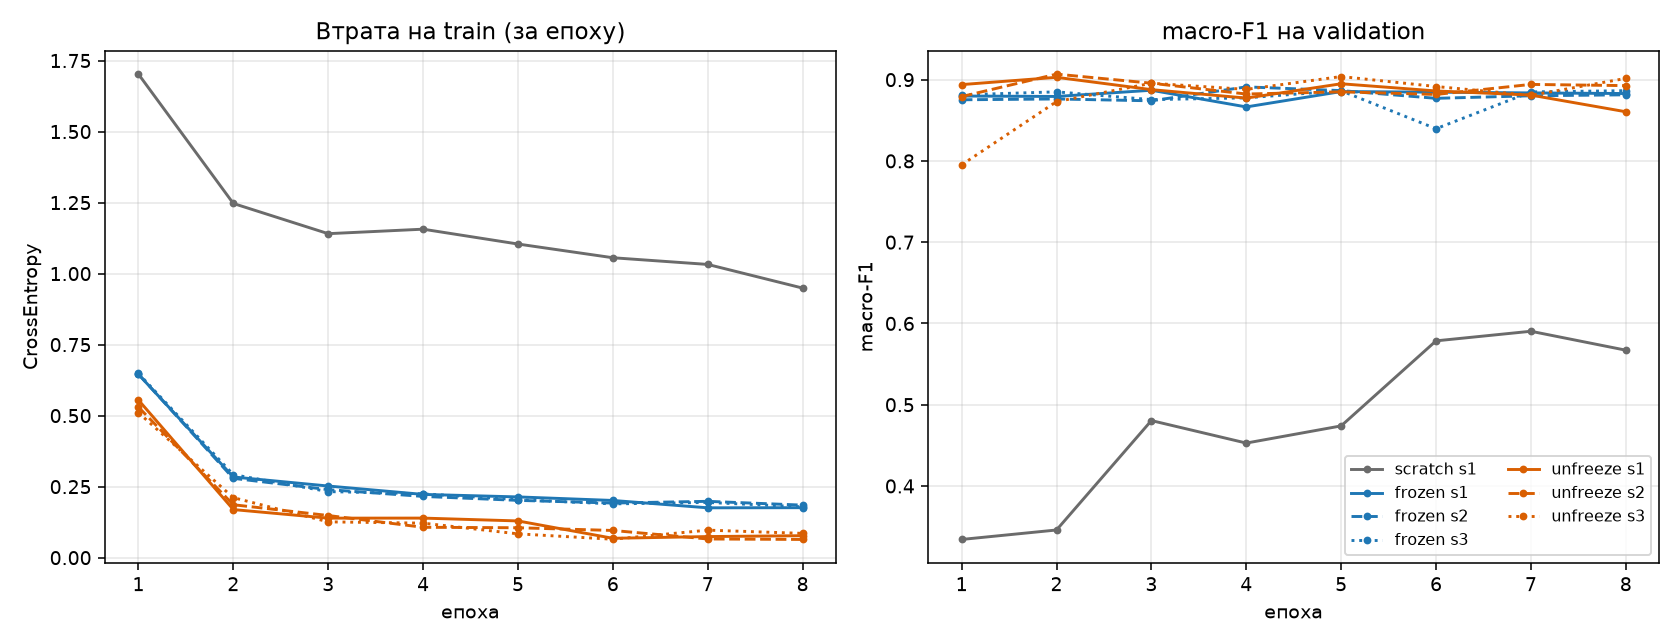 Втрата на train (за епоху)
CrossEntropy
1.75
1.50
1.25
1.00
0.75
0.50
0.25
0.00
1 2 3 4 5 6 7 8
епоха
macro-F1 на validation
macro-F1
0.9
0.8
0.7
0.6
0.5
0.4
scratch s1
frozen s1
frozen s2
frozen s3
unfreeze s1
unfreeze s2
unfreeze s3
1 2 3 4 5 6 7 8
епоха